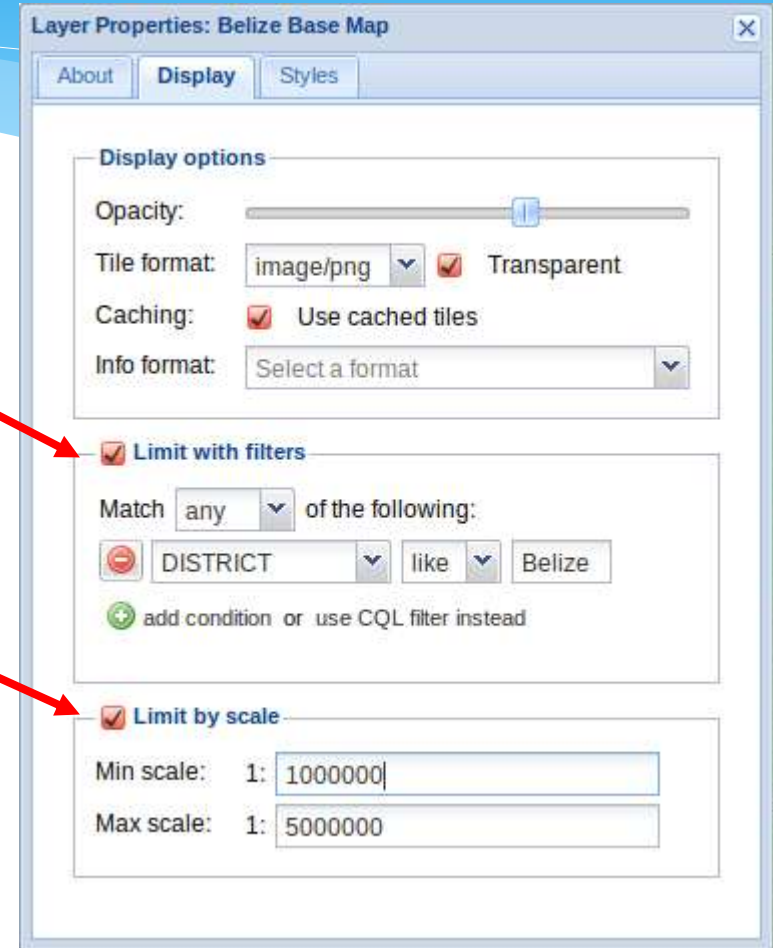 Layer Properties: Belize Base Map
About Display Styles
Display options
Opacity:
Tile format: image/png Transparent
Caching: Use cached tiles
Info format: Select a format
Limit with filters
Match any of the following:
DISTRICT like Belize
add condition or use CQL filter instead
Limit by scale
Min scale: 1: 1000000
Max scale: 1: 5000000